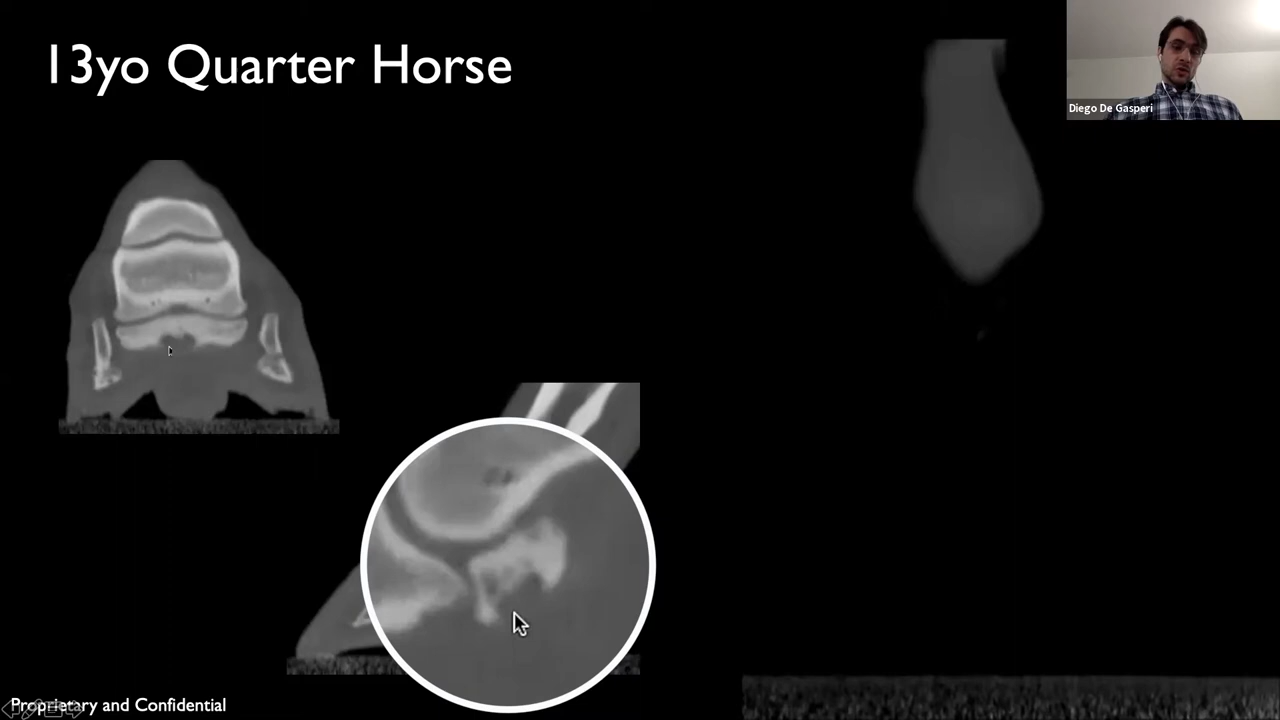 13yo Quarter Horse
Diego De Gasperi
Proprietary and Confidential